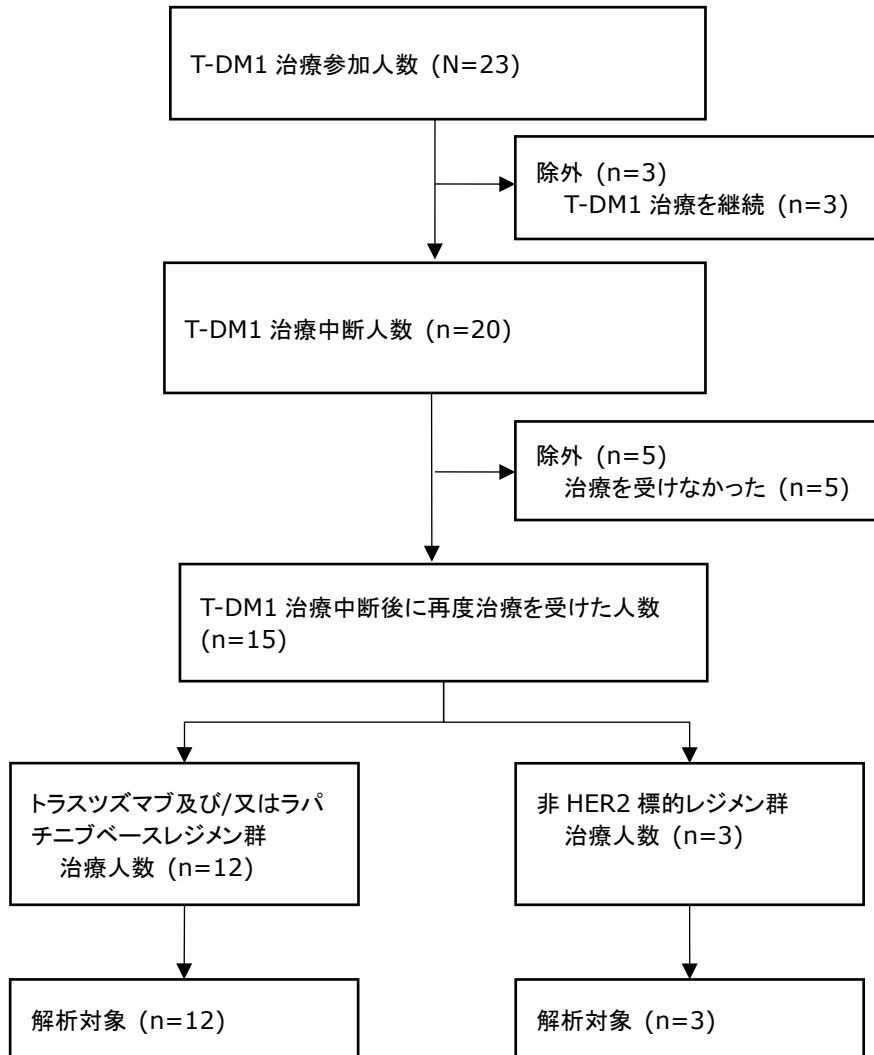 T-DM1 治療参加人数 (N=23)
除外 (n=3)
T-DM1 治療を継続 (n=3)
T-DM1 治療中断人数 (n=20)
除外 (n=5)
治療を受けなかった (n=5)
T-DM1 治療中断後に再度治療を受けた人数
(n=15)
トラスツズマブ及び/又はラパ
チニブベースレジメン群
治療人数 (n=12)
非 HER2 標的レジメン群
治療人数 (n=3)
解析対象 (n=12)
解析対象 (n=3)